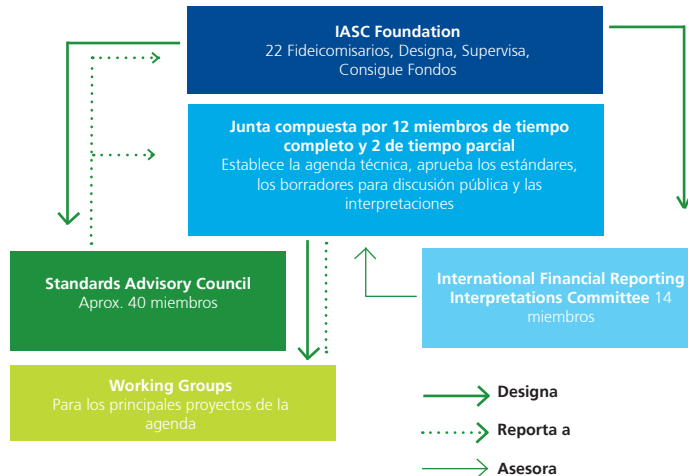 IASC Foundation
22 Fideicomisarios, Designa, Supervisa,
Consigue Fondos
Junta compuesta por 12 miembros de tiempo
completo y 2 de tiempo parcial
Establece la agenda técnica, aprueba los estándares,
los borradores para discusión pública y las
interpretaciones
Standards Advisory Council
Aprox. 40 miembros
International Financial Reporting
Interpretations Committee 14
miembros
Working Groups
Para los principales proyectos de la
agenda
Designa
Reporta a
Asesora